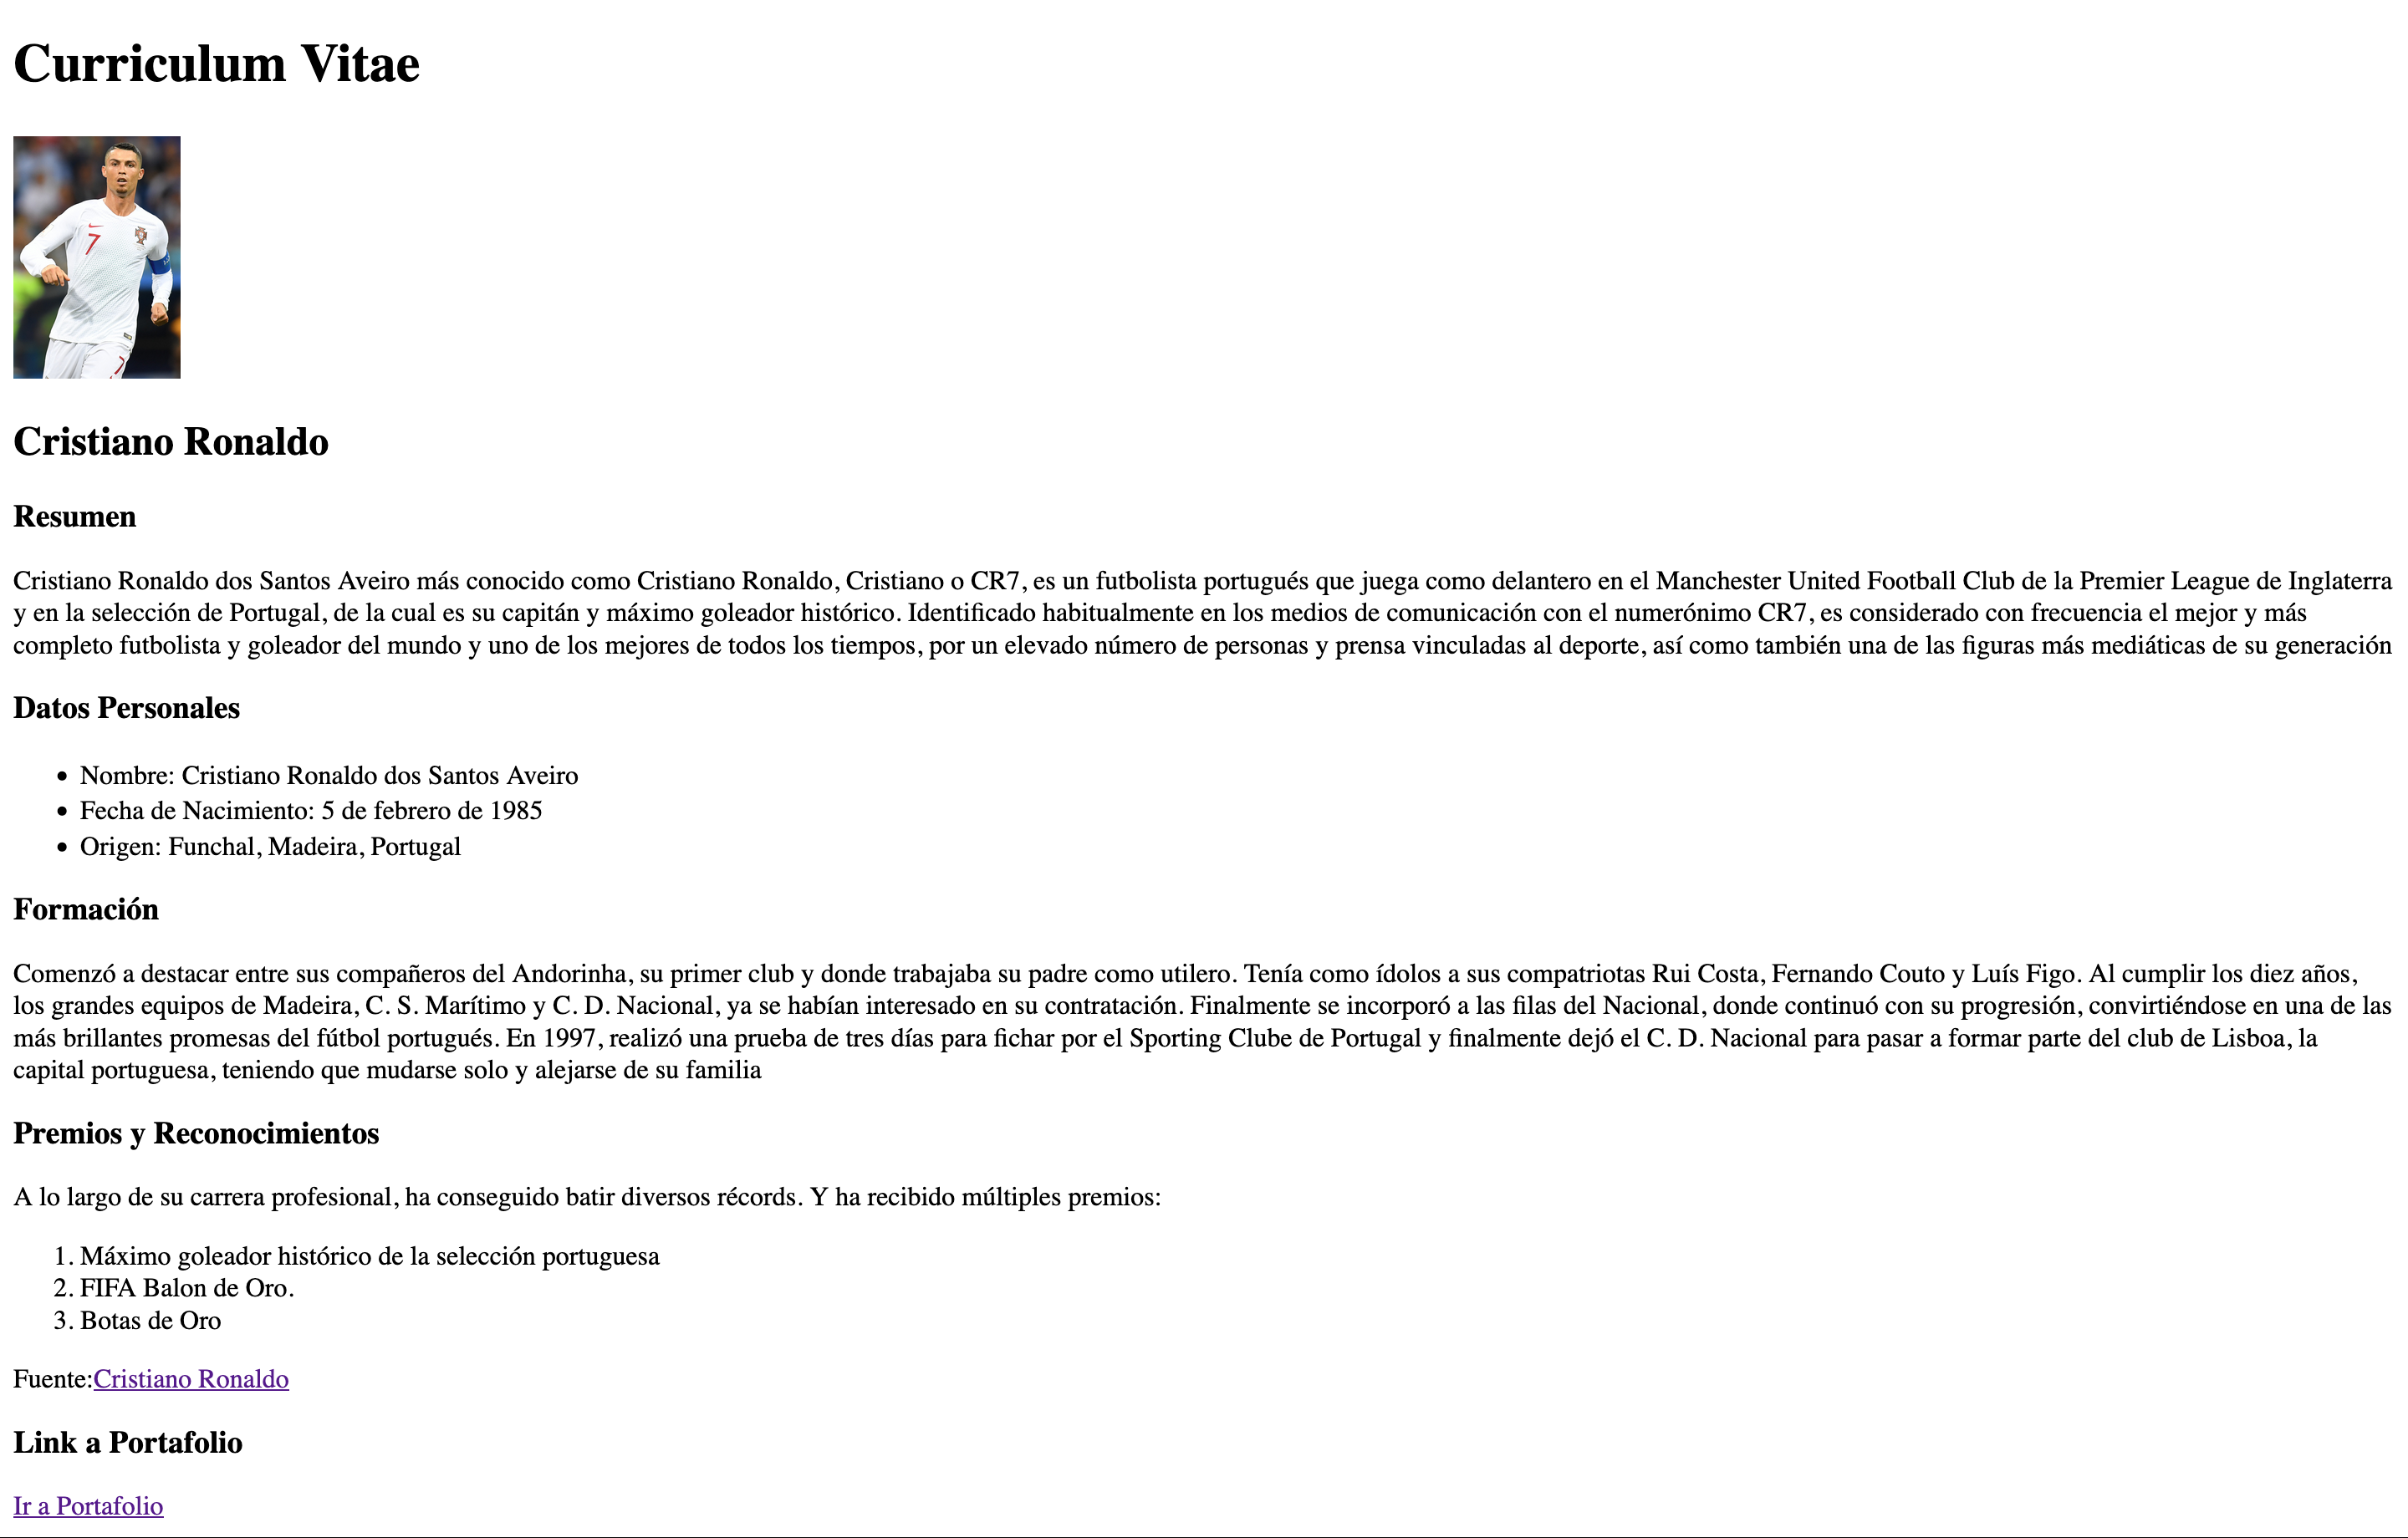 Curriculum Vitae
7
7
Cristiano Ronaldo
Resumen
Cristiano Ronaldo dos Santos Aveiro más conocido como Cristiano Ronaldo, Cristiano o CR7, es un futbolista portugués que juega como delantero en el Manchester United Football Club de la Premier League de Inglaterra
y en la selección de Portugal, de la cual es su capitán y máximo goleador histórico. Identificado habitualmente en los medios de comunicación con el numerónimo CR7, es considerado con frecuencia el mejor y más
completo futbolista y goleador del mundo y uno de los mejores de todos los tiempos, por un elevado número de personas y prensa vinculadas al deporte, así como también una de las figuras más mediáticas de su generación
Datos Personales
• Nombre: Cristiano Ronaldo dos Santos Aveiro
• Fecha de Nacimiento: 5 de febrero de 1985
• Origen: Funchal, Madeira, Portugal
Formación
Comenzó a destacar entre sus compañeros del Andorinha, su primer club y donde trabajaba su padre como utilero. Tenía como ídolos a sus compatriotas Rui Costa, Fernando Couto y Luís Figo. Al cumplir los diez años,
los grandes equipos de Madeira, C. S. Marítimo y C. D. Nacional, ya se habían interesado en su contratación. Finalmente se incorporó a las filas del Nacional, donde continuó con su progresión, convirtiéndose en una de las
más brillantes promesas del fútbol portugués. En 1997, realizó una prueba de tres días para fichar por el Sporting Clube de Portugal y finalmente dejó el C. D. Nacional para pasar a formar parte del club de Lisboa, la
capital portuguesa, teniendo que mudarse solo y alejarse de su familia
Premios y Reconocimientos
A lo largo de su carrera profesional, ha conseguido batir diversos récords. Y ha recibido múltiples premios:
1. Máximo goleador histórico de la selección portuguesa
2. FIFA Balon de Oro.
3. Botas de Oro
Fuente:Cristiano Ronaldo
Link a Portafolio
Ir a Portafolio